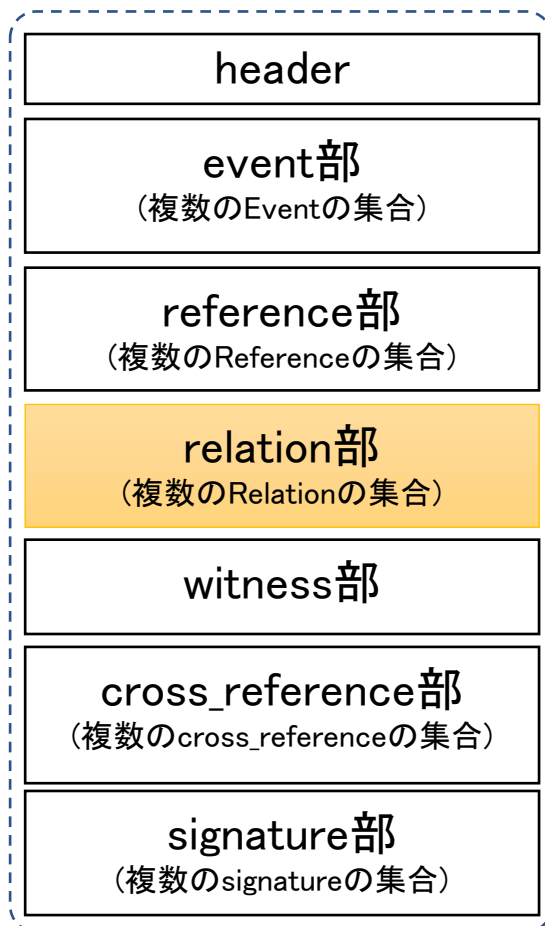 header
event部
(複数のEventの集合)
reference部
(複数のReferenceの集合)
relation部
(複数のRelationの集合)
witness部
cross_reference部
(複数のcross_referenceの集合)
signature部
(複数のsignatureの集合)